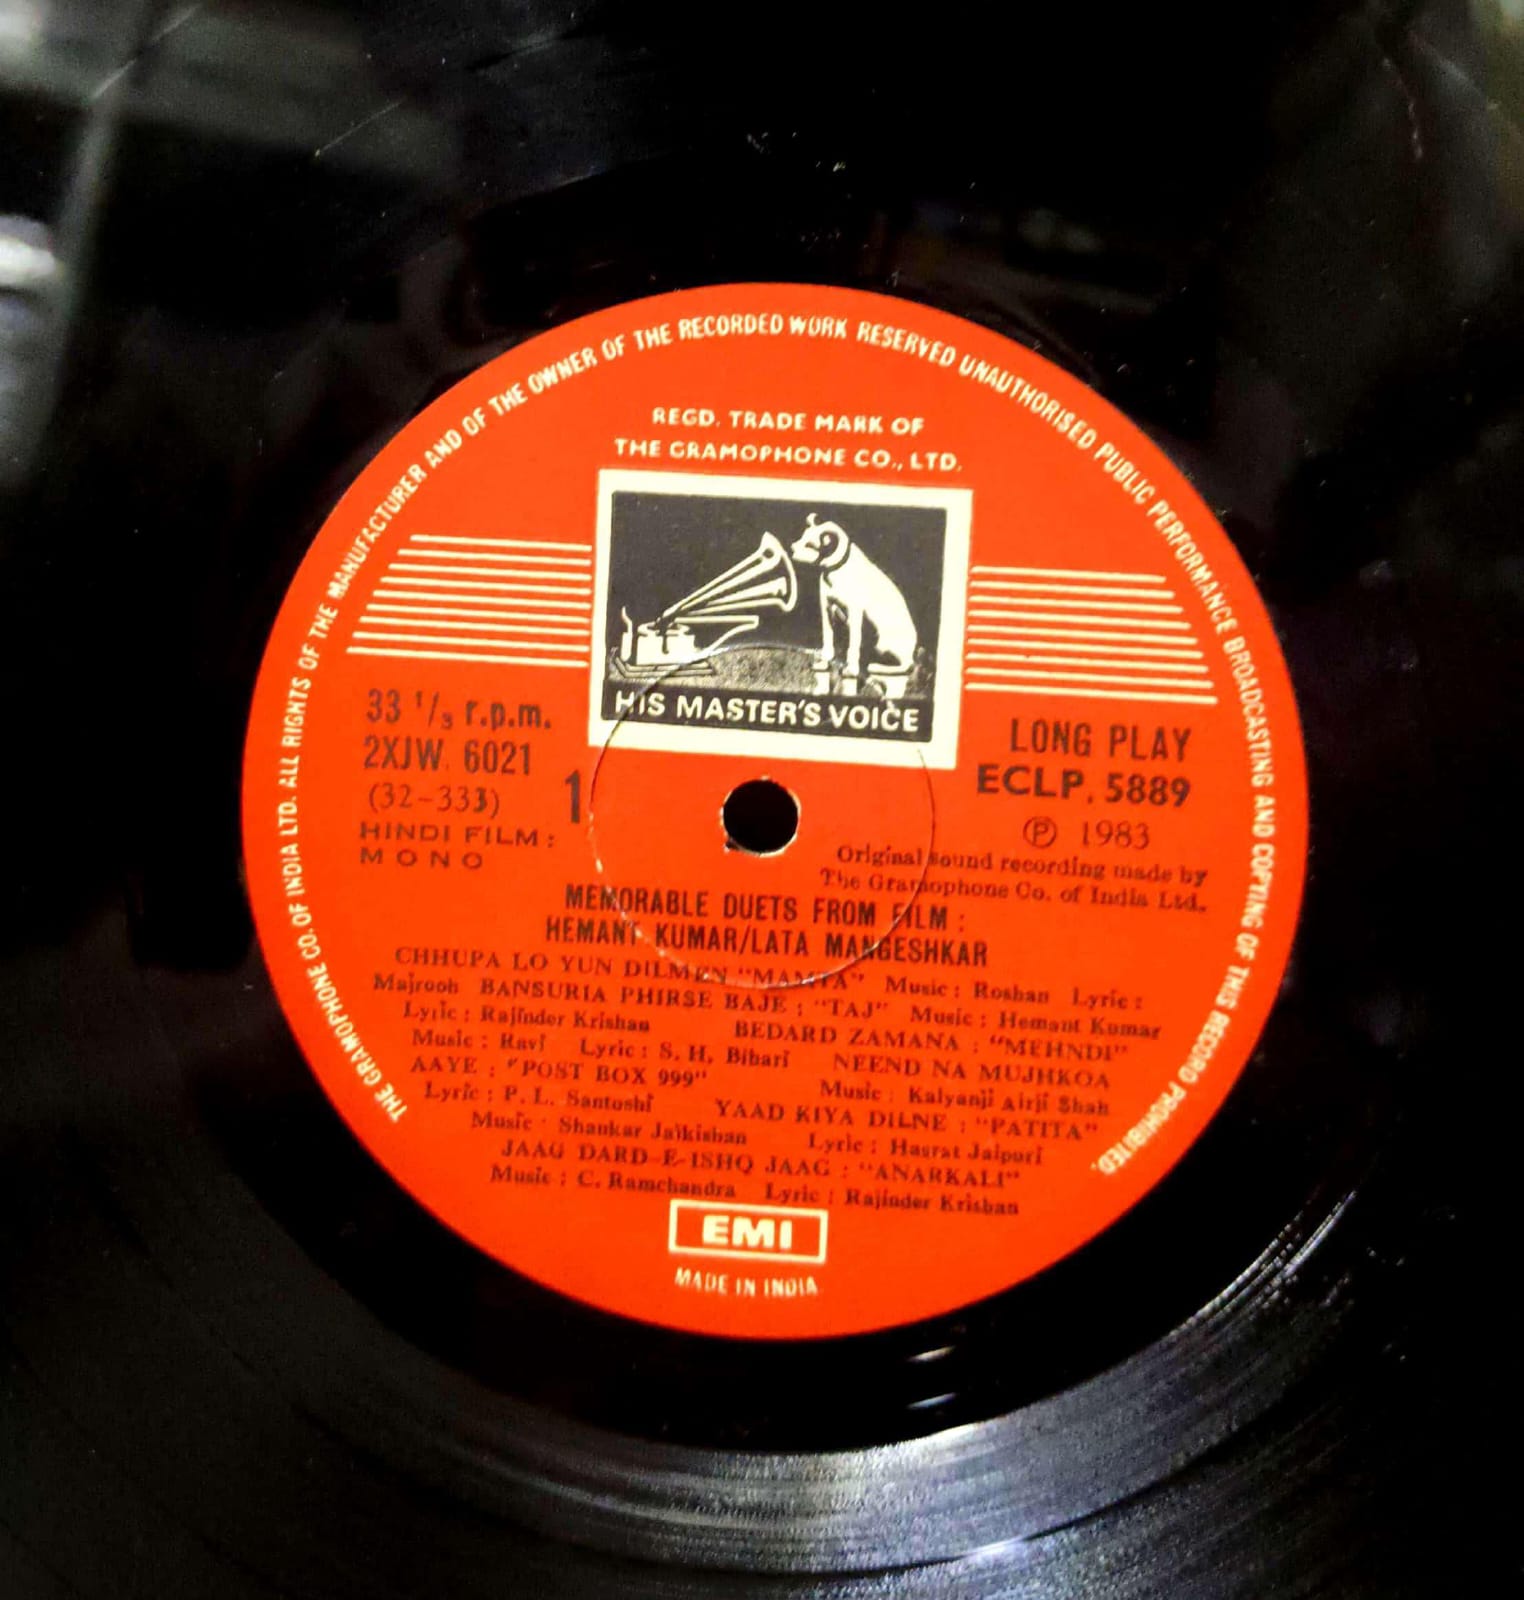 THE GRAMOPHONE CO. OF INDIA LTD. ALL RIGHTS OF THE MANUFACTURER AND OF THE OWNER OF THE RECORDED WORK RESERVED UNAUTHORISED PUBLIC PERFORMANCE BROADCASTING AND COPYING OF THIS RECORD PROHIBITED.
REGD. TRADE MARK OF
THE GRAMOPHONE CO., LTD.
HIS MASTER'S VOICE
33 1/3 r.p.m.
2XJW. 6021
(32-333)
1
HINDI FILM:
MONO
LONG PLAY
ECLP. 5889
Ⓟ 1983
Original sound recording made by
The Gramophone Co. of India Ltd.
MEMORABLE DUETS FROM FILM :
HEMANT KUMAR/LATA MANGESHKAR
CHHUPA LO YUN DILMEN "MAMTA" Music : Roshan Lyric :
Majrooh BANSURIA PHIRSE BAJE : "TAJ" Music : Hemant Kumar
Lyric : Rajinder Krishan BEDARD ZAMANA : "MEHNDI"
Music : Ravi Lyric : S. H. Bihari NEEND NA MUJHKOA
AAYE : "POST BOX 999" Music : Kalyanji Airji Shah
Lyric : P. L. Santoshi YAAD KIYA DILNE : "PATITA"
Music : Shankar Jaikishan Lyric : Hasrat Jaipuri
JAAG DARD-E-ISHQ JAAG : "ANARKALI"
Music : C. Ramchandra Lyric : Rajinder Krishan
EMI
MADE IN INDIA